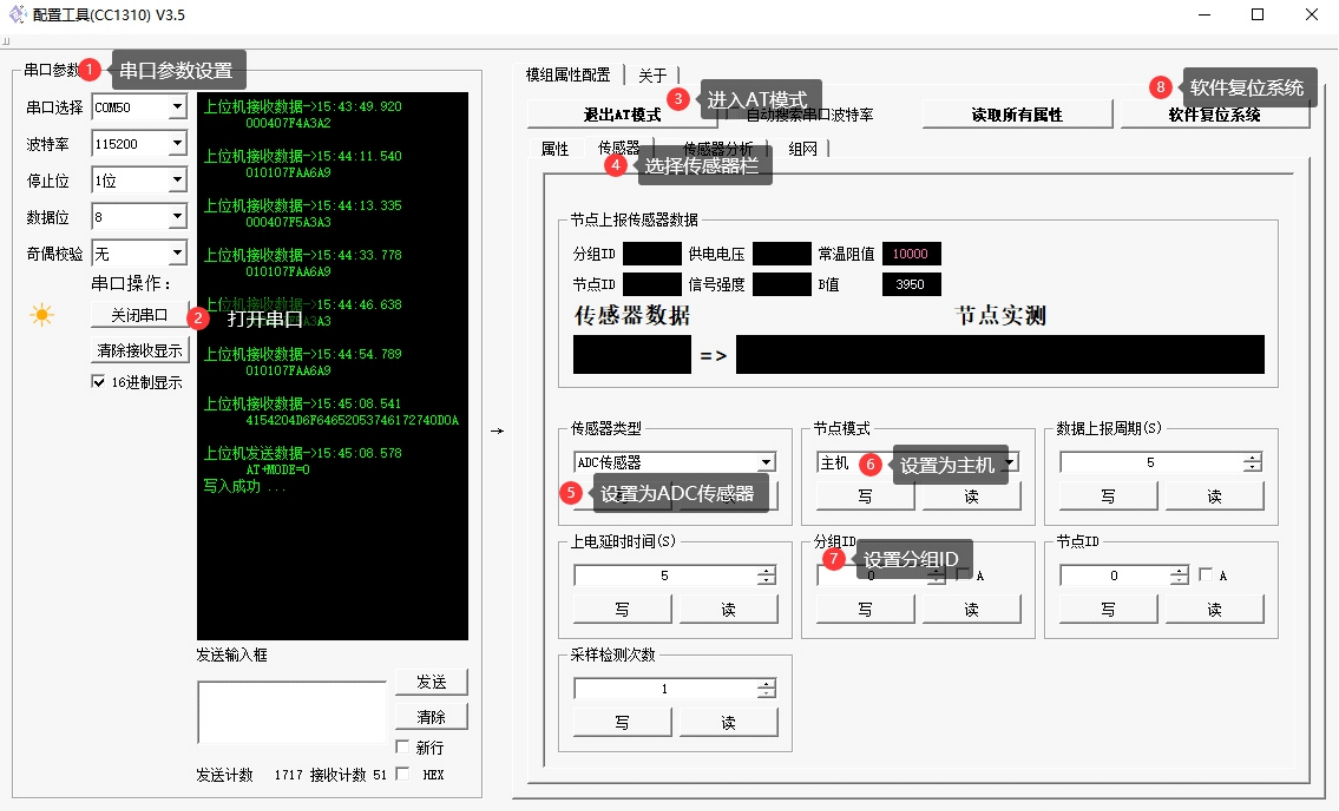 配置工具(CC1310) V3.5
串口参数
1 串口参数设置
串口选择 COM50
波特率 115200
停止位 1位
数据位 8
奇偶校验 无
串口操作：
关闭串口
2 打开串口
清除接收显示
16进制显示
上位机接收数据->15:43:49.920
000407F4A3A2
上位机接收数据->15:44:11.540
010107FAA6A9
上位机接收数据->15:44:13.335
000407F5A3A3
上位机接收数据->15:44:33.778
010107FAA6A9
上位机接收数据->15:44:46.638
A3
上位机接收数据->15:44:54.789
010107FAA6A9
上位机接收数据->15:45:08.541
4154204D6F64652053746172740D0A
上位机发送数据->15:45:08.578
AT+MODE=0
写入成功 ...
发送输入框
发送
清除
新行
发送计数 1717 接收计数 51 HEX
模组属性配置 关于
退出AT模式
3 进入AT模式
自动搜索串口波特率
读取所有属性
8 软件复位系统
软件复位系统
属性 传感器 传感器分析 组网
4 选择传感器栏
节点上报传感器数据
分组ID 供电电压 常温阻值 10000
节点ID 信号强度 B值 3950
传感器数据 节点实测
=>
传感器类型
ADC传感器
5 设置为ADC传感器
节点模式
主机
6 设置为主机
写 读
数据上报周期(S)
5
写 读
上电延时时间(S)
5
写 读
分组ID
7 设置分组ID
0 A
写 读
节点ID
0 A
写 读
采样检测次数
1
写 读